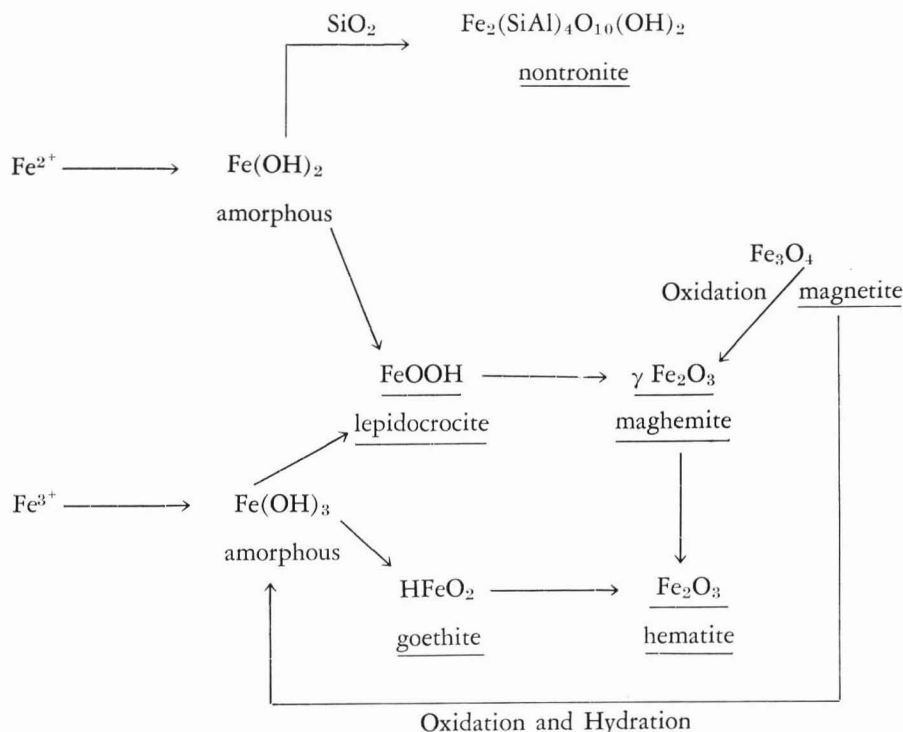 SiO₂ Fe₂(SiAl)₄O₁₀(OH)₂
nontronite
Fe²⁺ Fe(OH)₂
amorphous
Fe₃O₄
Oxidation magnetite
FeOOH γ Fe₂O₃
lepidocrocite maghemite
Fe³⁺ Fe(OH)₃
amorphous
HFeO₂ Fe₂O₃
goethite hematite
Oxidation and Hydration